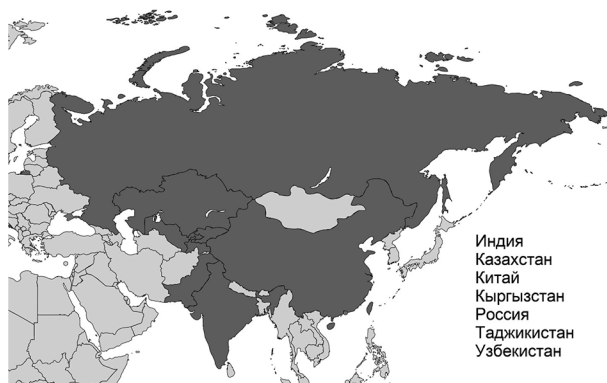 Индия
Казахстан
Китай
Кыргызстан
Россия
Таджикистан
Узбекистан